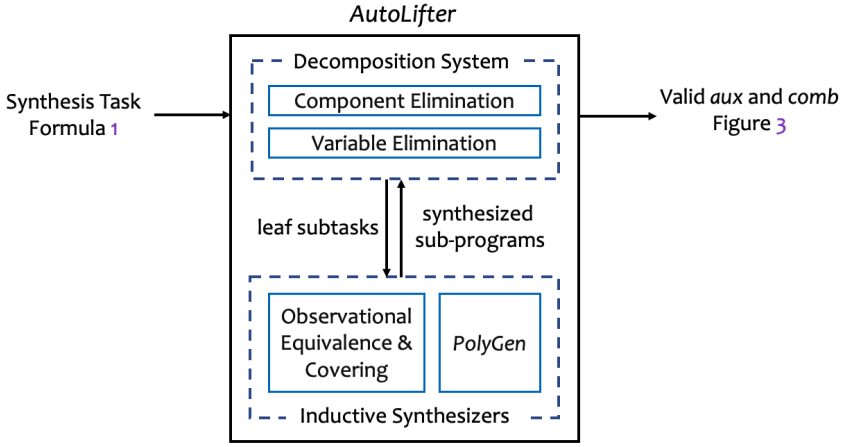 AutoLifter
Decomposition System
Component Elimination
Variable Elimination
Synthesis Task
Formula 1
Valid aux and comb
Figure 3
leaf subtasks
synthesized
sub-programs
Observational
Equivalence &
Covering
PolyGen
Inductive Synthesizers